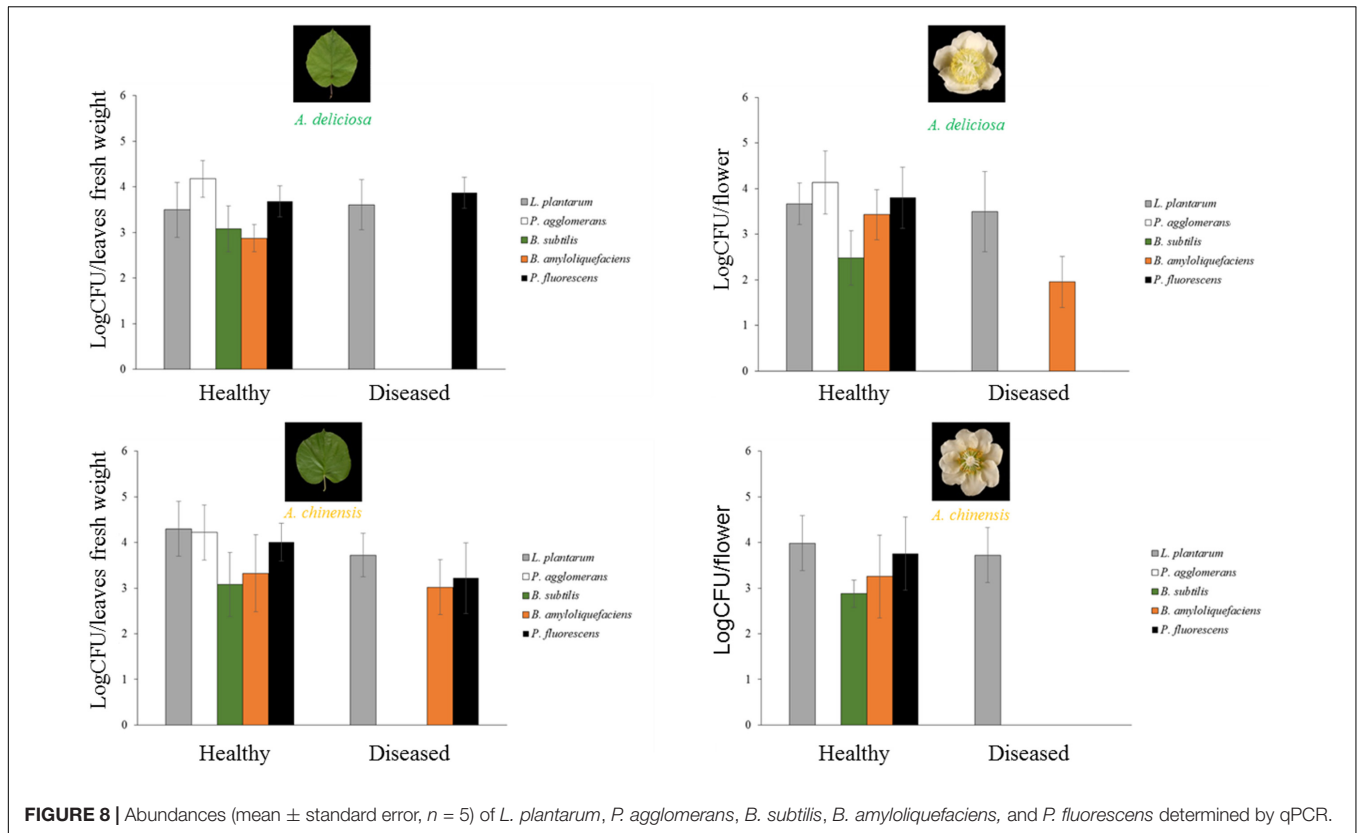 A. deliciosa
LogCFU/leaves fresh weight
6
5
4
3
2
1
0
Healthy Diseased
L. plantarum
P. agglomerans
B. subtilis
B. amyloliquefaciens
P. fluorescens
A. deliciosa
LogCFU/flower
6
5
4
3
2
1
0
Healthy Diseased
L. plantarum
P. agglomerans
B. subtilis
B. amyloliquefaciens
P. fluorescens
A. chinensis
LogCFU/leaves fresh weight
6
5
4
3
2
1
0
Healthy Diseased
L. plantarum
P. agglomerans
B. subtilis
B. amyloliquefaciens
P. fluorescens
A. chinensis
LogCFU/flower
6
5
4
3
2
1
0
Healthy Diseased
L. plantarum
P. agglomerans
B. subtilis
B. amyloliquefaciens
P. fluorescens
FIGURE 8 | Abundances (mean ± standard error, n = 5) of L. plantarum, P. agglomerans, B. subtilis, B. amyloliquefaciens, and P. fluorescens determined by qPCR.